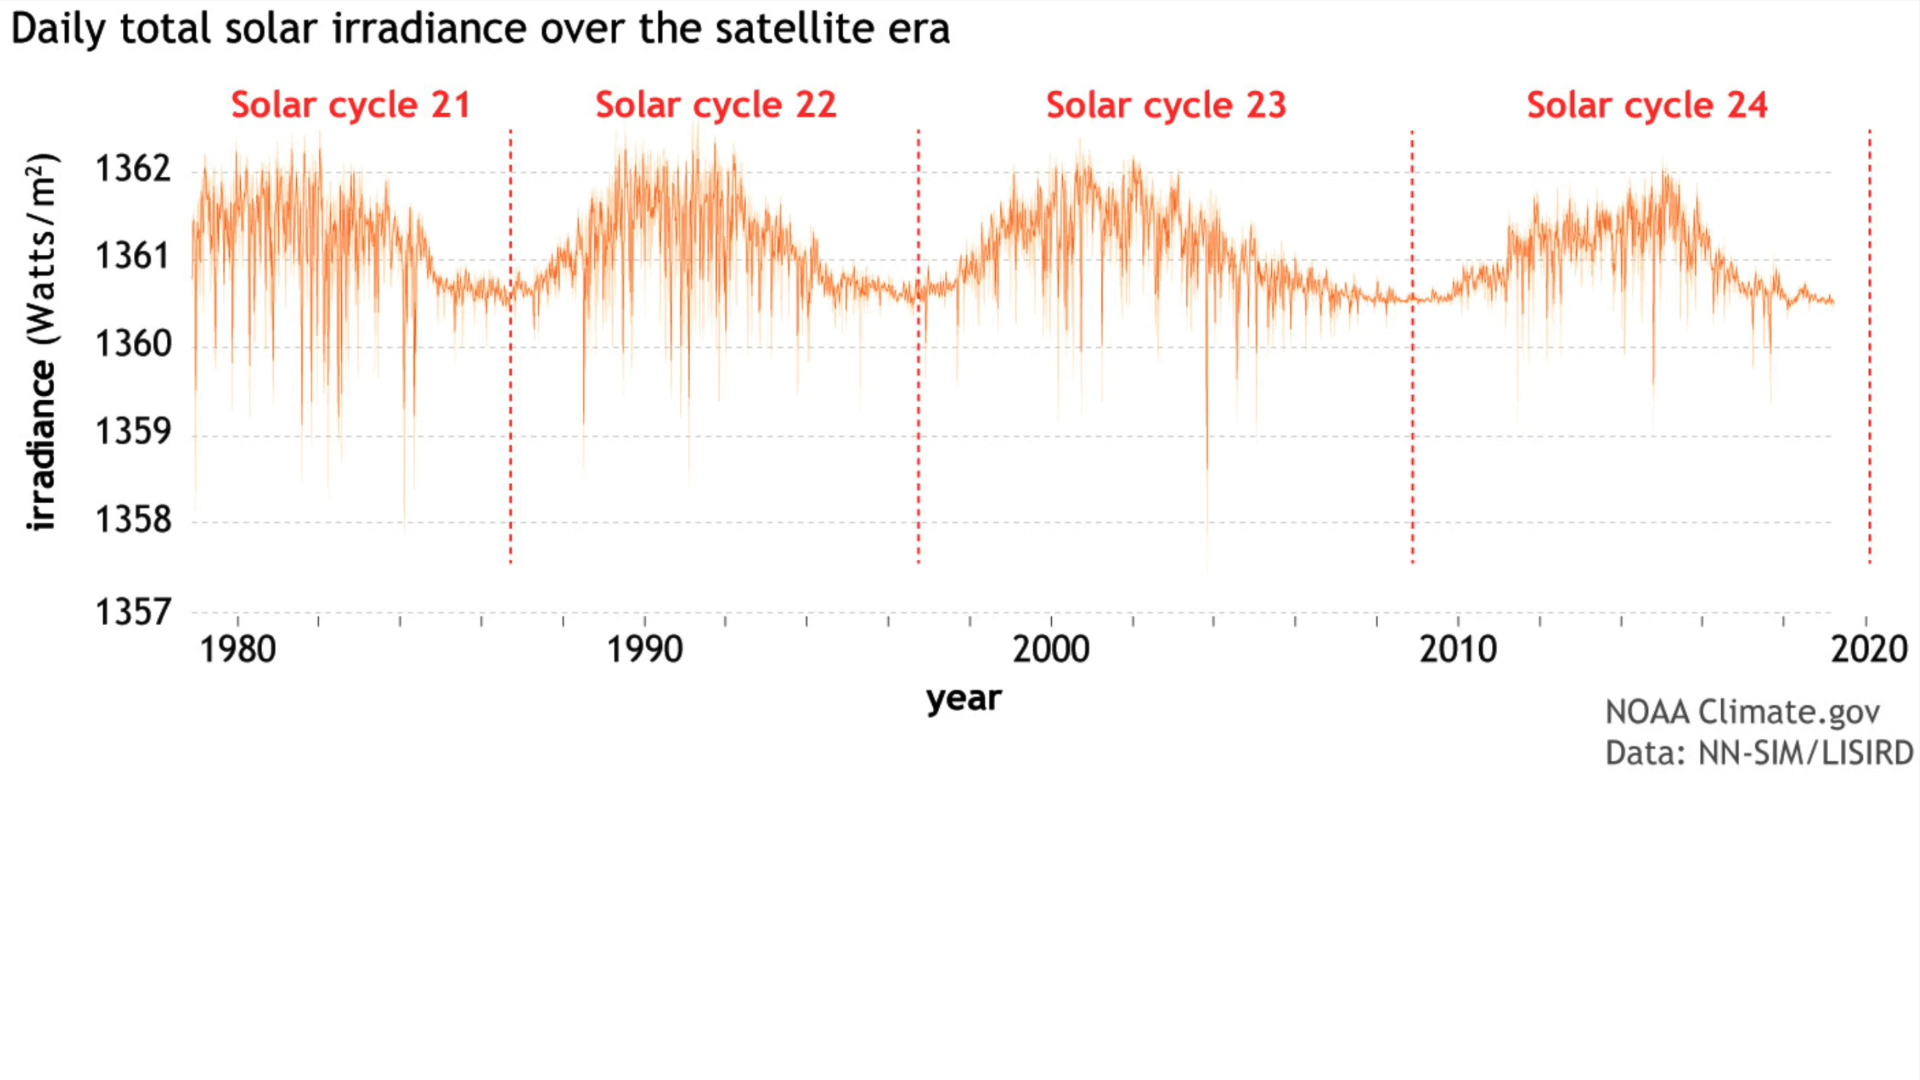 Daily total solar irradiance over the satellite era
Solar cycle 21 Solar cycle 22 Solar cycle 23 Solar cycle 24
irradiance (Watts/m²)
1362
1361
1360
1359
1358
1357
1980 1990 2000 2010 2020
year
NOAA Climate.gov
Data: NN-SIM/LISIRD